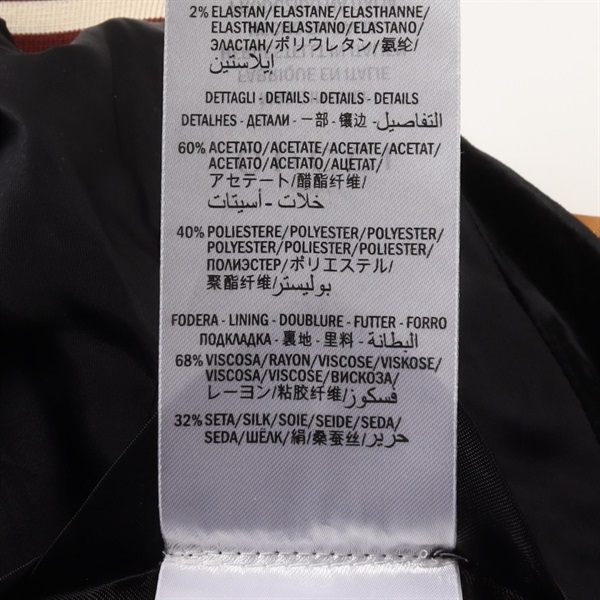 2% ELASTAN/ELASTANE/ELASTHANNE/
ELASTHAN/ELASTANO/ELASTANO/
ЭЛАСТАН/ポリウレタン/氨纶/
إيلاستين
FABRIQUE EN ITALIE
DETTAGLI - DETAILS - DETAILS - DETAILS
DETALHES - ДЕТАЛИ - 一部 - 镶边 - التفاصيل
60% ACETATO/ACETATE/ACETATE/ACETAT/
ACETATO/ACETATO/АЦЕТАТ/
アセテート/醋酯纤维/
خلات - أسيتات
40% POLIESTERE/POLYESTER/POLYESTER/
POLYESTER/POLIESTER/POLIESTER/
ПОЛИЭСТЕР/ポリエステル/
聚酯纤维/بوليستر
FODERA - LINING - DOUBLURE - FUTTER - FORRO
ПОДКЛАДКА - 裏地 - 里料 - البطانة
68% VISCOSA/RAYON/VISCOSE/VISKOSE/
VISCOSA/VISCOSE/ВИСКОЗА/
レーヨン/粘胶纤维/فسكوز
32% SETA/SILK/SOIE/SEIDE/SEDA/
SEDA/ШЁЛК/絹/桑蚕丝/حرير